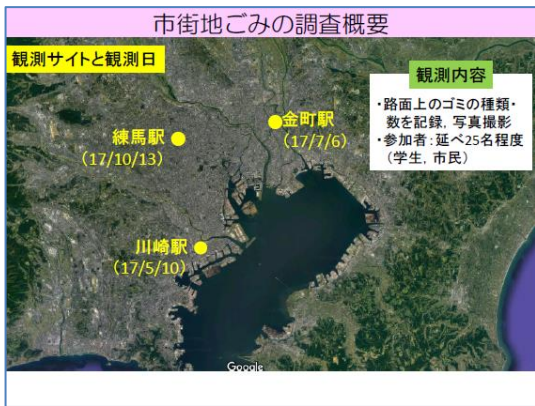 市街地ごみの調査概要
観測サイトと観測日
観測内容
・路面上のゴミの種類・
数を記録，写真撮影
・参加者：延べ25名程度
（学生，市民）
金町駅
（17/7/6）
練馬駅
（17/10/13）
川崎駅
（17/5/10）
Google